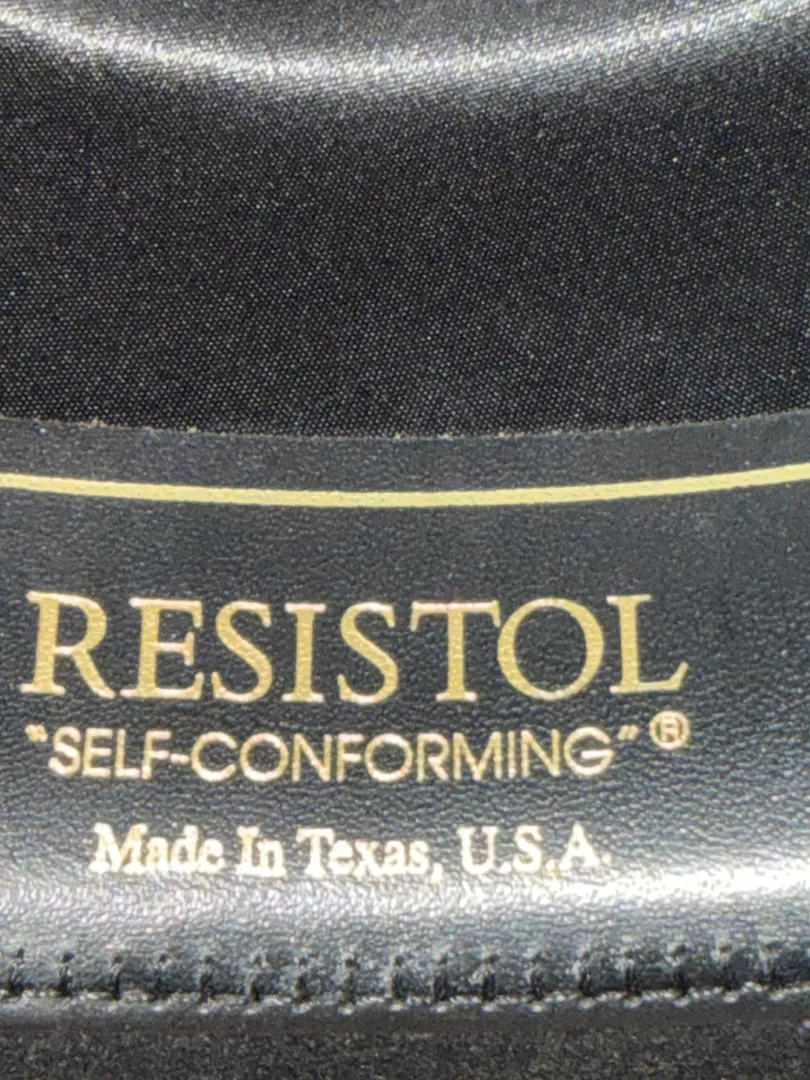 RESISTOL
"SELF-CONFORMING"®
Made In Texas, U.S.A.